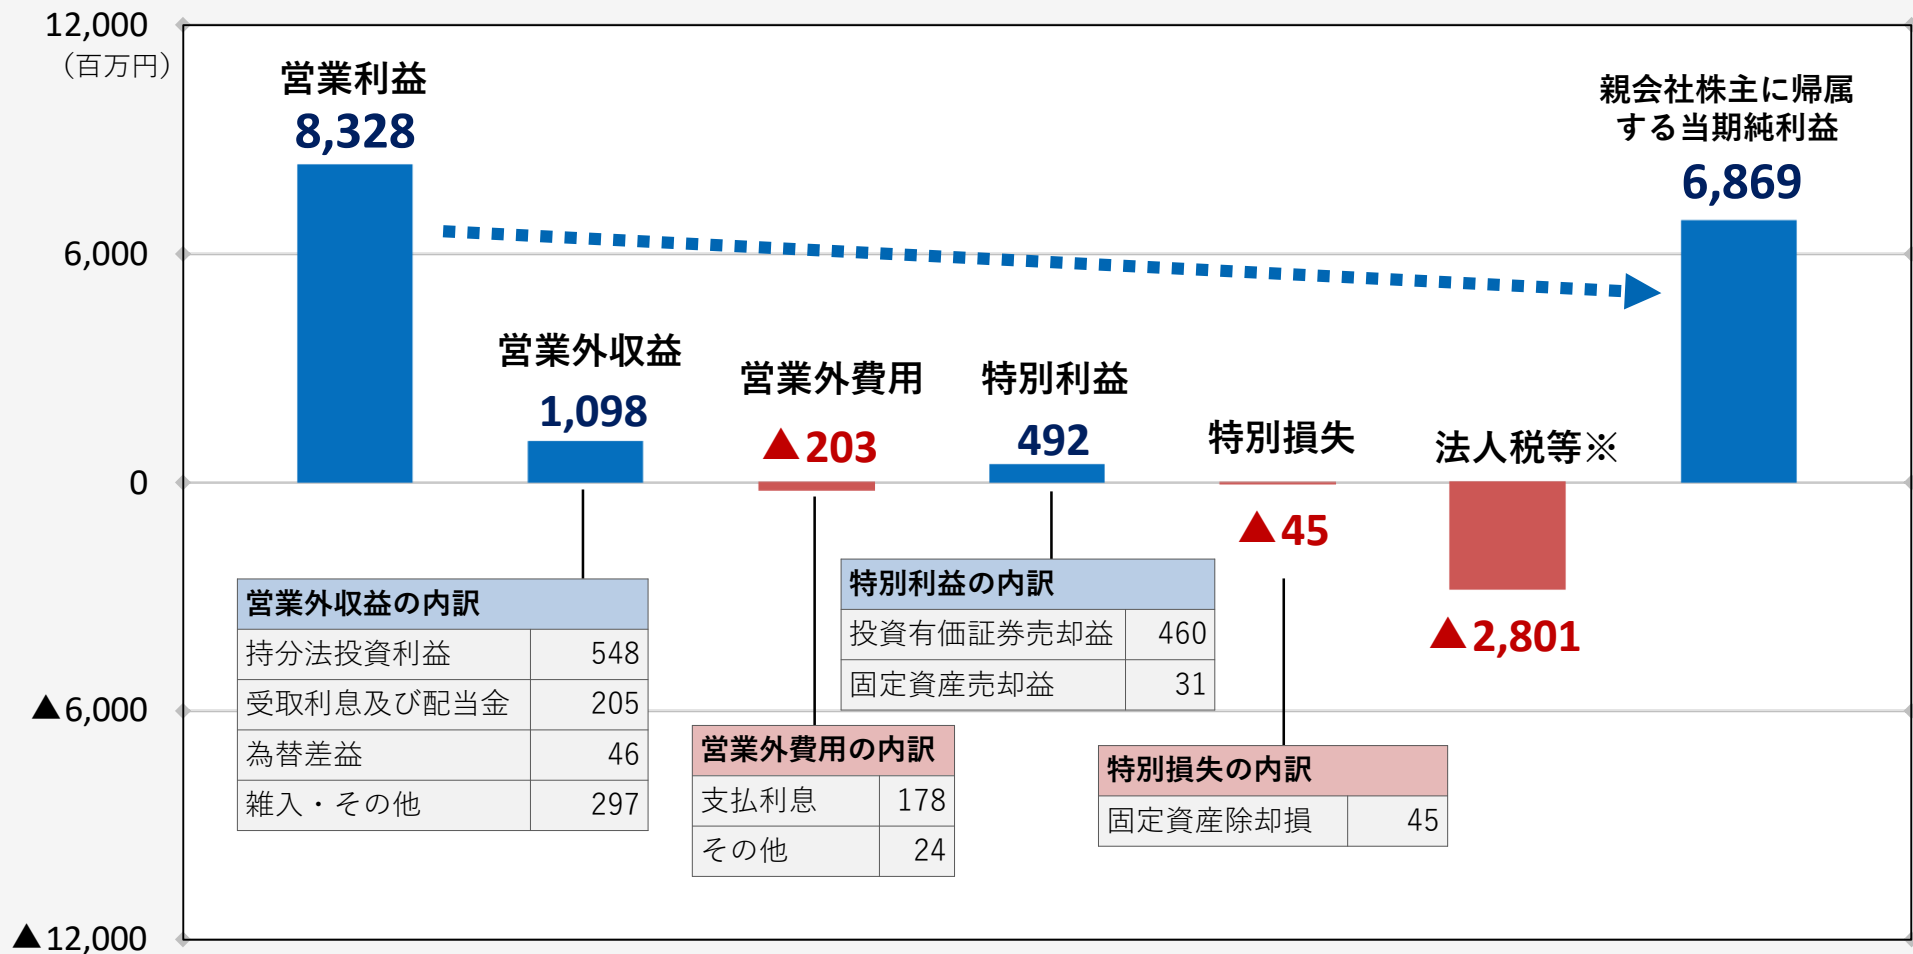 12,000
（百万円）
6,000
0
▲6,000
▲12,000
営業利益
8,328
営業外収益
1,098
営業外費用
▲203
特別利益
492
特別損失
▲45
法人税等※
▲2,801
親会社株主に帰属
する当期純利益
6,869
営業外収益の内訳
持分法投資利益 548
受取利息及び配当金 205
為替差益 46
雑入・その他 297
営業外費用の内訳
支払利息 178
その他 24
特別利益の内訳
投資有価証券売却益 460
固定資産売却益 31
特別損失の内訳
固定資産除却損 45